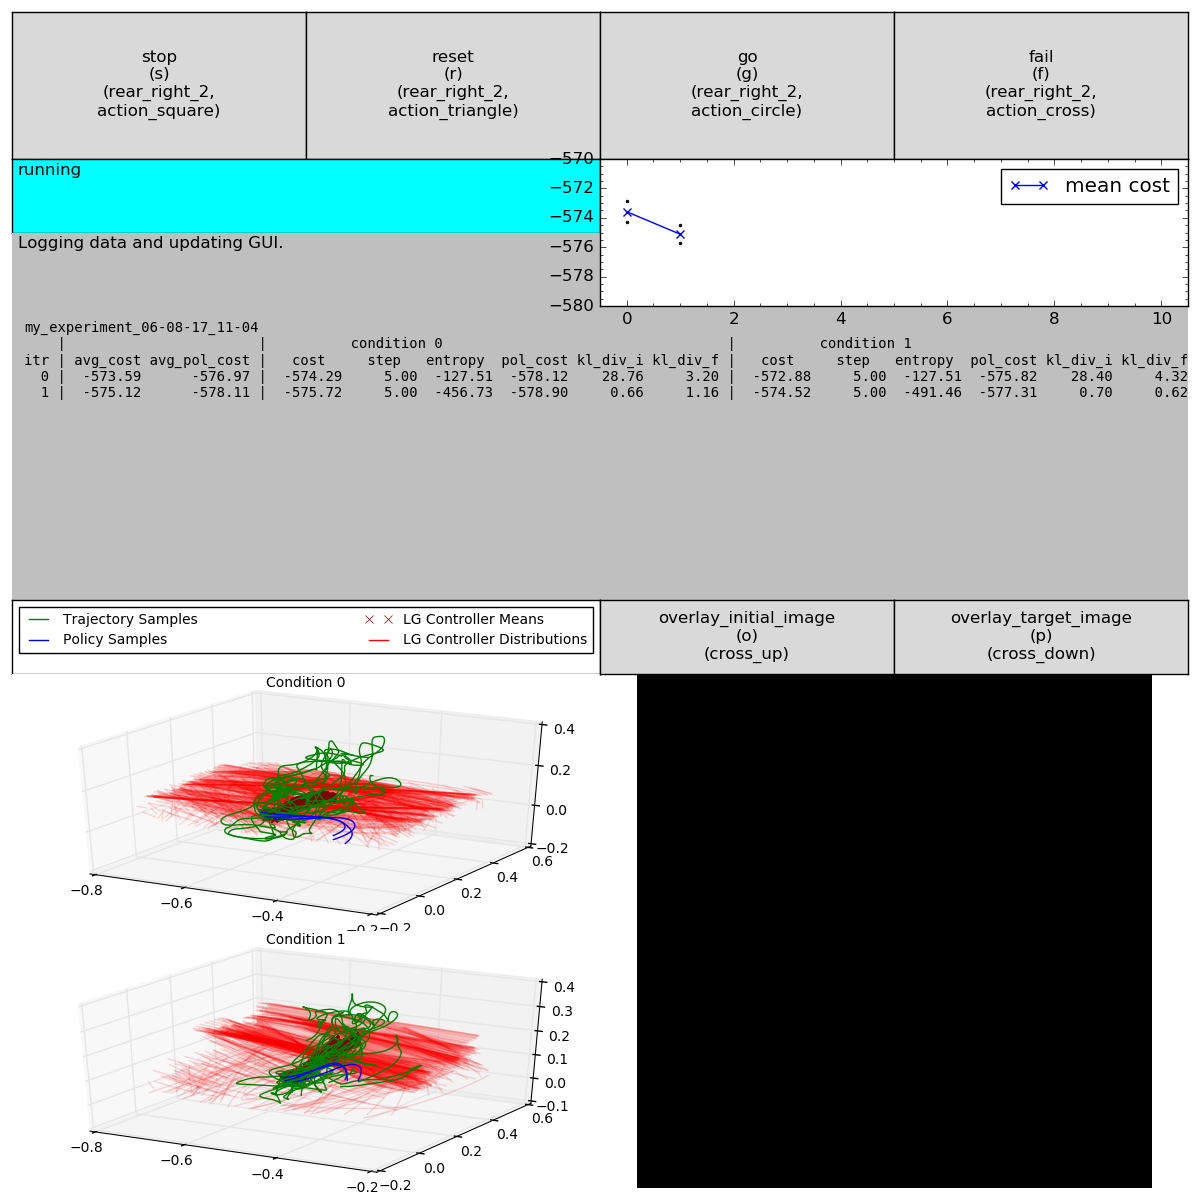 stop
(s)
(rear_right_2,
action_square)
reset
(r)
(rear_right_2,
action_triangle)
go
(g)
(rear_right_2,
action_circle)
fail
(f)
(rear_right_2,
action_cross)
running
Logging data and updating GUI.
−570
−572
−574
−576
−578
−580
mean cost
0 2 4 6 8 10
my_experiment_06-08-17_11-04
| | condition 0 | condition 1
itr | avg_cost avg_pol_cost | cost step entropy pol_cost kl_div_i kl_div_f | cost step entropy pol_cost kl_div_i kl_div_f
0 | -573.59 -576.97 | -574.29 5.00 -127.51 -578.12 28.76 3.20 | -572.88 5.00 -127.51 -575.82 28.40 4.32
1 | -575.12 -578.11 | -575.72 5.00 -456.73 -578.90 0.66 1.16 | -574.52 5.00 -491.46 -577.31 0.70 0.62
Trajectory Samples
Policy Samples
LG Controller Means
LG Controller Distributions
overlay_initial_image
(o)
(cross_up)
overlay_target_image
(p)
(cross_down)
Condition 0
0.4
0.2
0.0
−0.2
0.6
0.4
0.2
0.0
−0.2
−0.8
−0.6
−0.4
−0.2
Condition 1
0.4
0.3
0.2
0.1
0.0
−0.1
0.6
0.4
0.2
0.0
−0.2
−0.8
−0.6
−0.4
−0.2